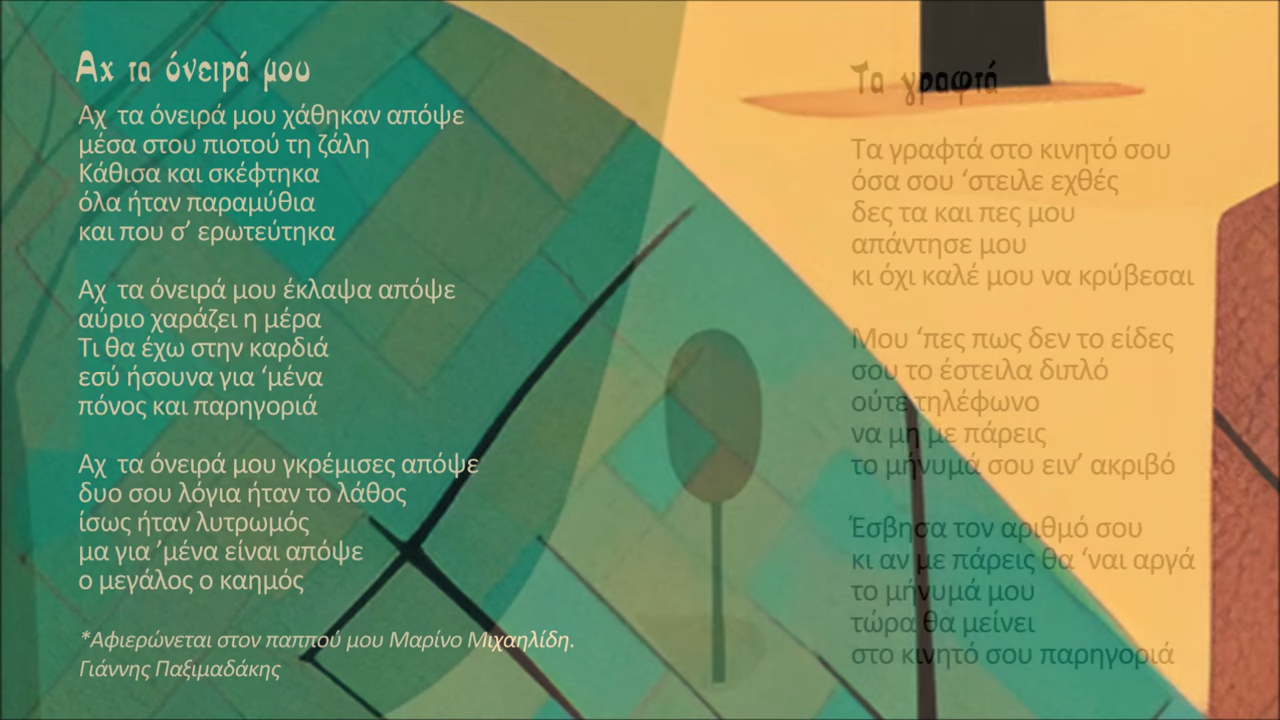 Αχ τα όνειρά μου
Αχ τα όνειρά μου χάθηκαν απόψε
μέσα στου πιοτού τη ζάλη
Κάθισα και σκέφτηκα
όλα ήταν παραμύθια
και που σ’ ερωτεύτηκα
Αχ τα όνειρά μου έκλαψα απόψε
αύριο χαράζει η μέρα
Τι θα έχω στην καρδιά
εσύ ήσουνα για ‘μένα
πόνος και παρηγοριά
Αχ τα όνειρά μου γκρέμισες απόψε
δυο σου λόγια ήταν το λάθος
ίσως ήταν λυτρωμός
μα για ’μένα είναι απόψε
ο μεγάλος ο καημός
*Αφιερώνεται στον παππού μου Μαρίνο Μιχαηλίδη.
Γιάννης Παξιμαδάκης
Τα γραφτά
Τα γραφτά στο κινητό σου
όσα σου ‘στειλε εχθές
δες τα και πες μου
απάντησε μου
κι όχι καλέ μου να κρύβεσαι
Μου ‘πες πως δεν το είδες
σου το έστειλα διπλό
ούτε τηλέφωνο
να μη με πάρεις
το μήνυμά σου ειν’ ακριβό
Έσβησα τον αριθμό σου
κι αν με πάρεις θα ‘ναι αργά
το μήνυμά μου
τώρα θα μείνει
στο κινητό σου παρηγοριά